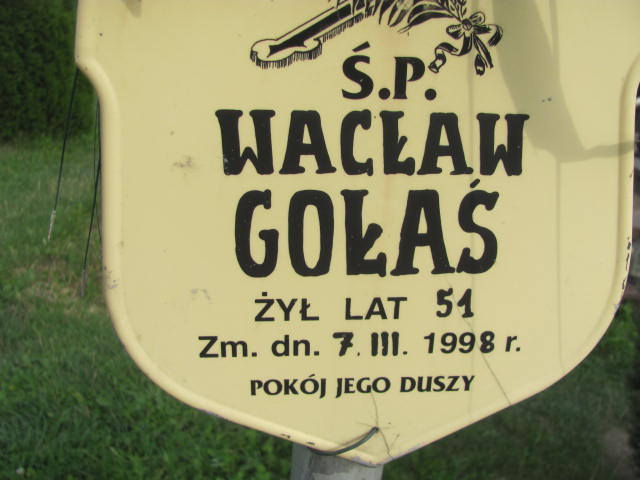 Ś.P.
WACŁAW
GOŁAŚ
ŻYŁ LAT 51
Zm. dn. 7. III. 1998 r.
POKÓJ JEGO DUSZY